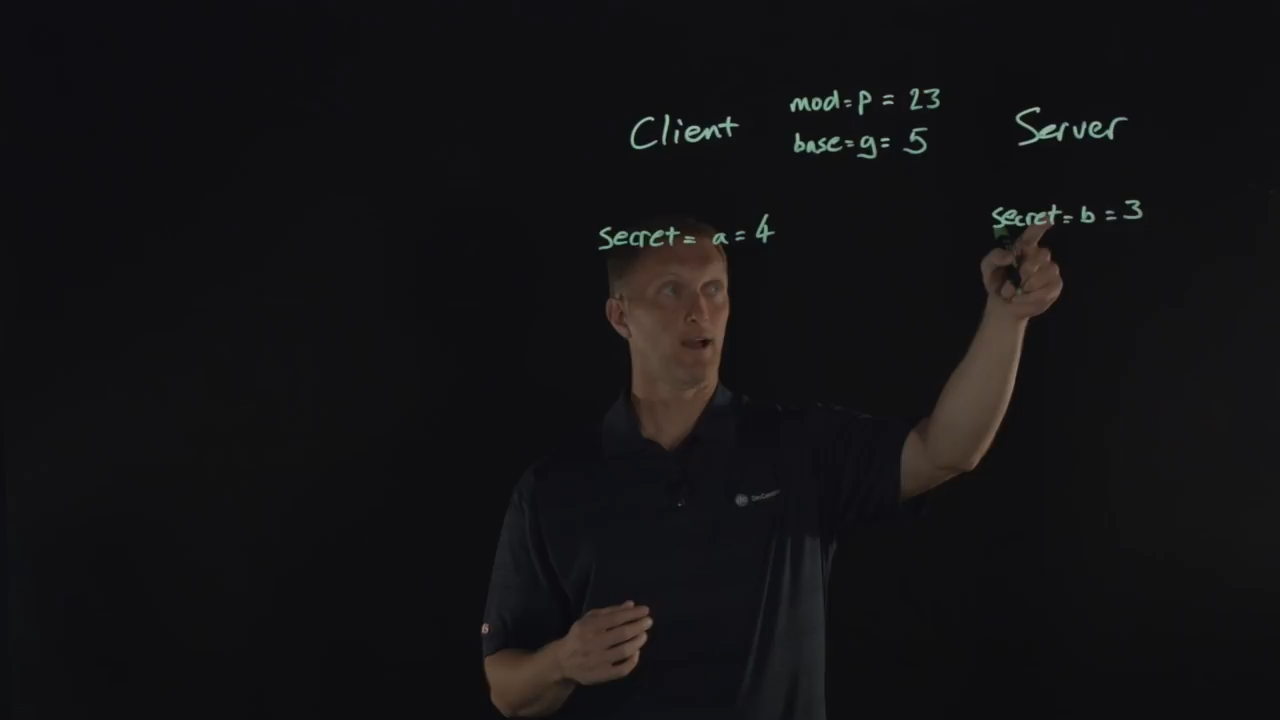 mod=p = 23
Client
base=g= 5
Server
secret= a=4
secret=b=3